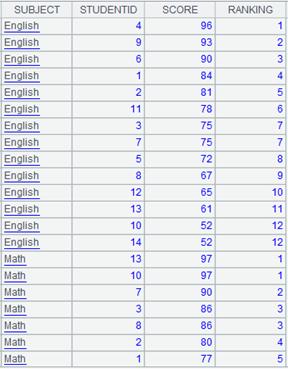 SUBJECT STUDENTID SCORE RANKING
English 4 96 1
English 9 93 2
English 6 90 3
English 1 84 4
English 2 81 5
English 11 78 6
English 3 75 7
English 7 75 7
English 5 72 8
English 8 67 9
English 12 65 10
English 13 61 11
English 10 52 12
English 14 52 12
Math 13 97 1
Math 10 97 1
Math 7 90 2
Math 3 86 3
Math 8 86 3
Math 2 80 4
Math 1 77 5